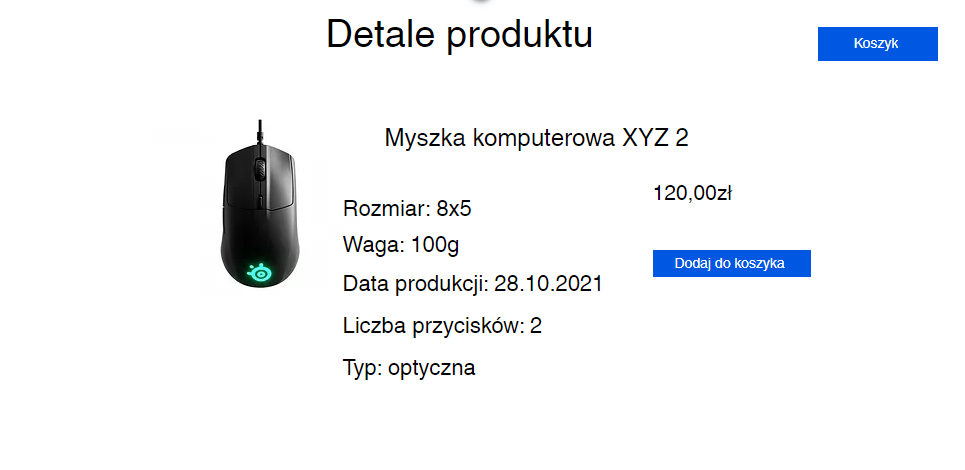 Detale produktu
Koszyk
Myszka komputerowa XYZ 2
120,00zł
Rozmiar: 8x5
Waga: 100g
Dodaj do koszyka
Data produkcji: 28.10.2021
Liczba przycisków: 2
Typ: optyczna